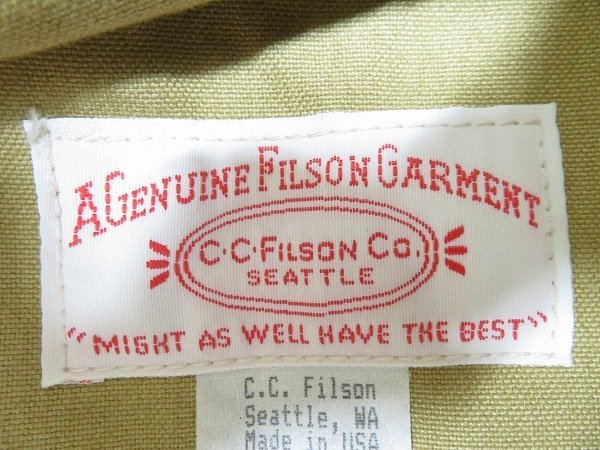 A GENUINE FILSON GARMENT
C.C. FILSON CO.
SEATTLE
"MIGHT AS WELL HAVE THE BEST"
C.C. Filson
Seattle, WA
Made in USA